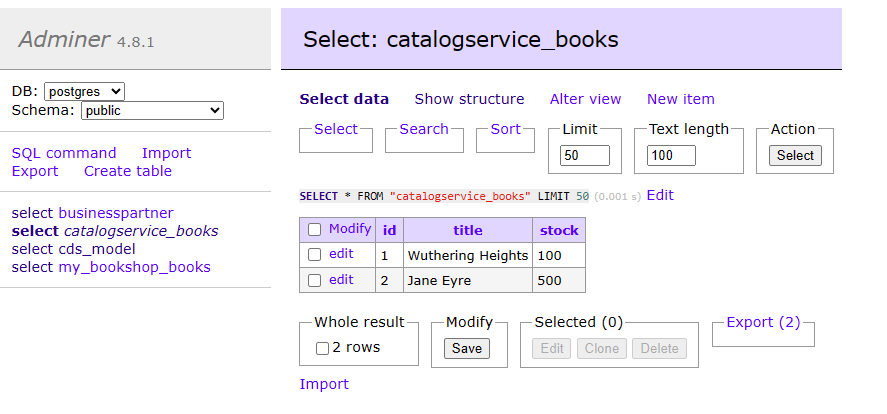 Adminer 4.8.1
DB: postgres
Schema: public
SQL command Import
Export Create table
select businesspartner
select catalogservice_books
select cds_model
select my_bookshop_books
Select: catalogservice_books
Select data Show structure Alter view New item
Select Search Sort Limit Text length Action
50 100 Select
SELECT * FROM "catalogservice_books" LIMIT 50 (0.001 s) Edit
Modify id title stock
edit 1 Wuthering Heights 100
edit 2 Jane Eyre 500
Whole result Modify Selected (0) Export (2)
2 rows Save Edit Clone Delete
Import